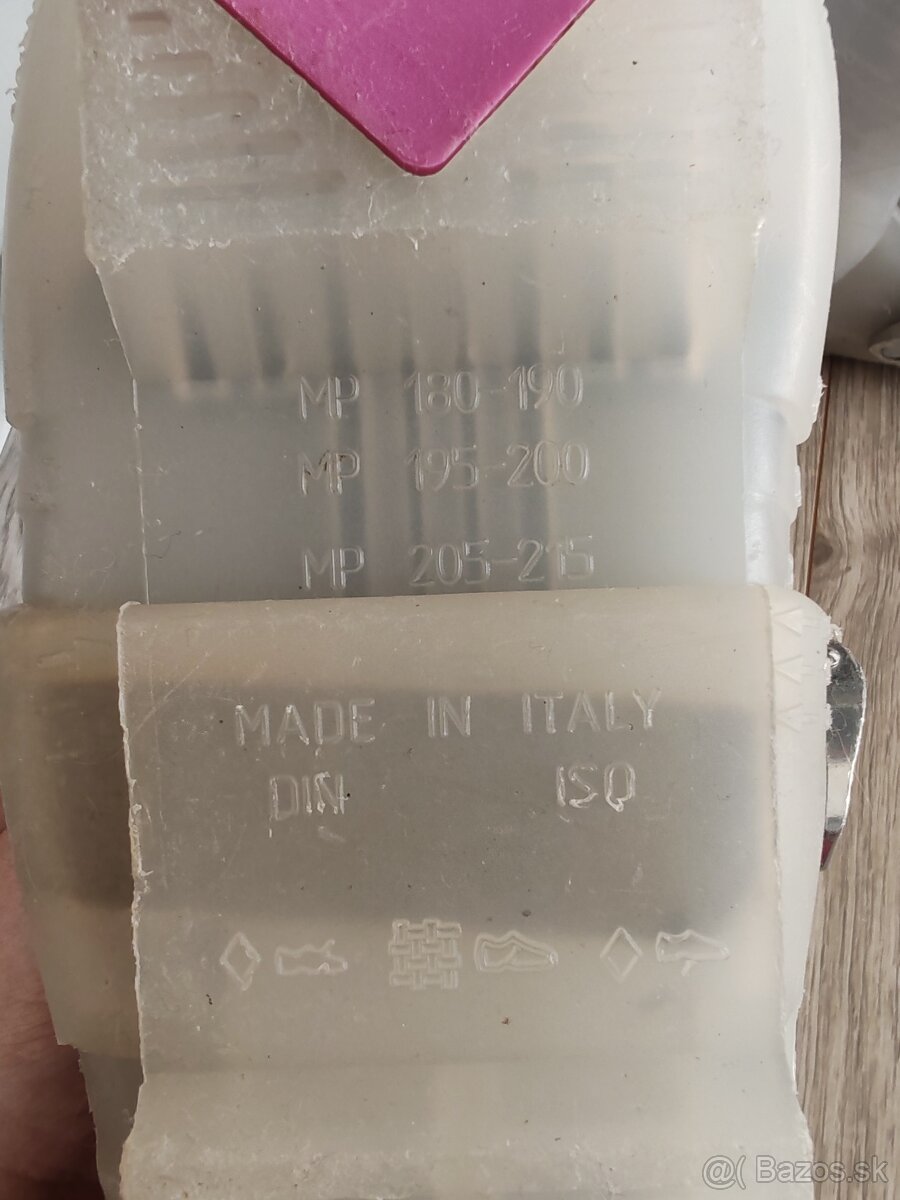 MP 180-190
MP 195-200
MP 205-215
MADE IN ITALY
DIN ISO
@( Bazos.sk